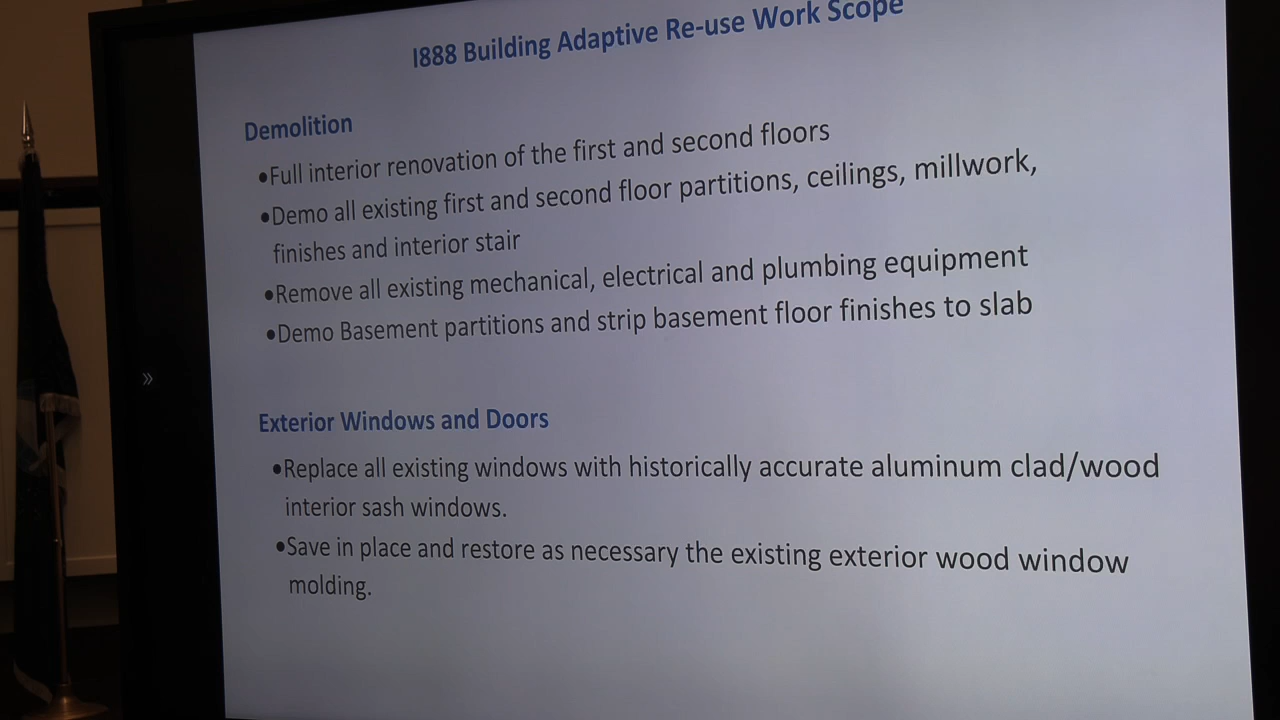 1888 Building Adaptive Re-use Work Scope
Demolition
•Full interior renovation of the first and second floors
•Demo all existing first and second floor partitions, ceilings, millwork,
finishes and interior stair
•Remove all existing mechanical, electrical and plumbing equipment
•Demo Basement partitions and strip basement floor finishes to slab
»
Exterior Windows and Doors
•Replace all existing windows with historically accurate aluminum clad/wood
interior sash windows.
•Save in place and restore as necessary the existing exterior wood window
molding.